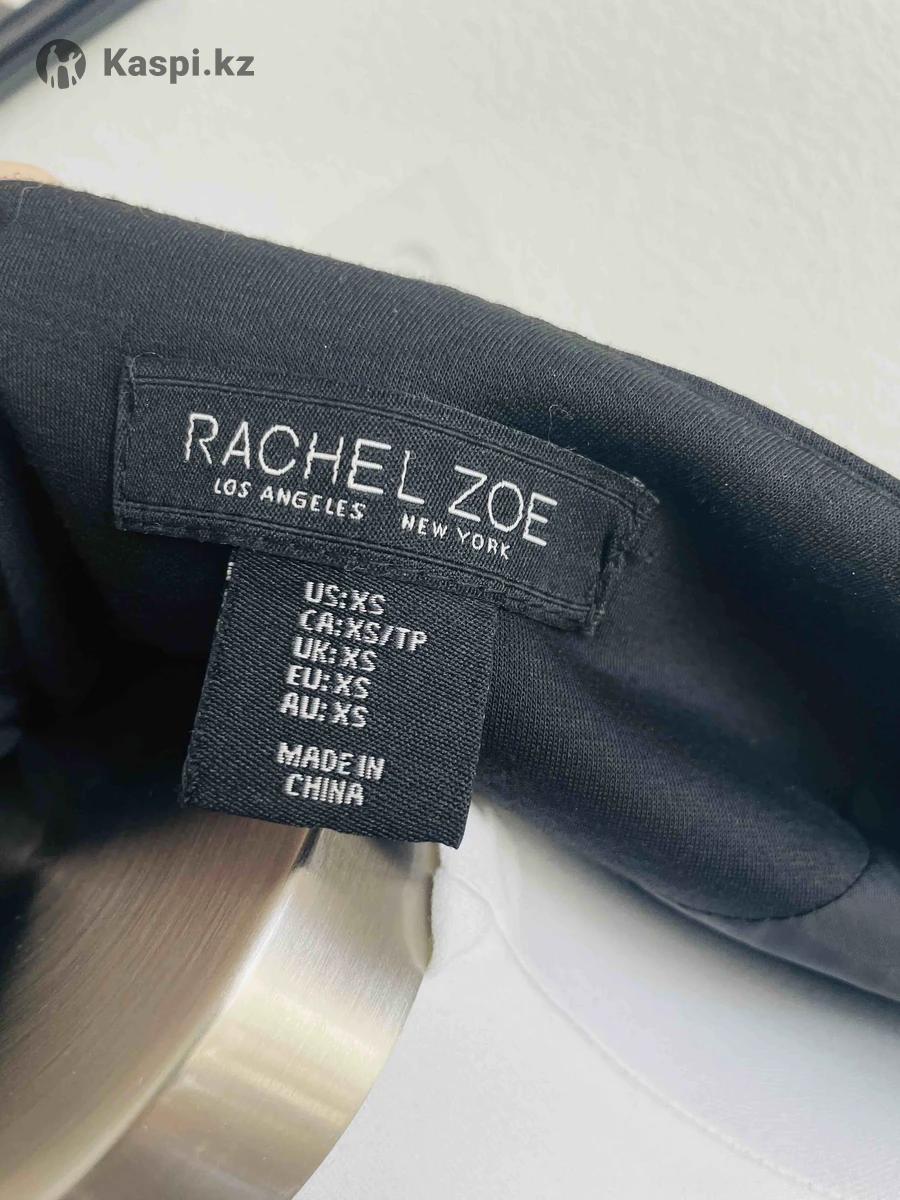 Kaspi.kz
RACHEL ZOE
LOS ANGELES NEW YORK
US: XS
CA: XS/TP
UK: XS
EU: XS
AU: XS
MADE IN
CHINA